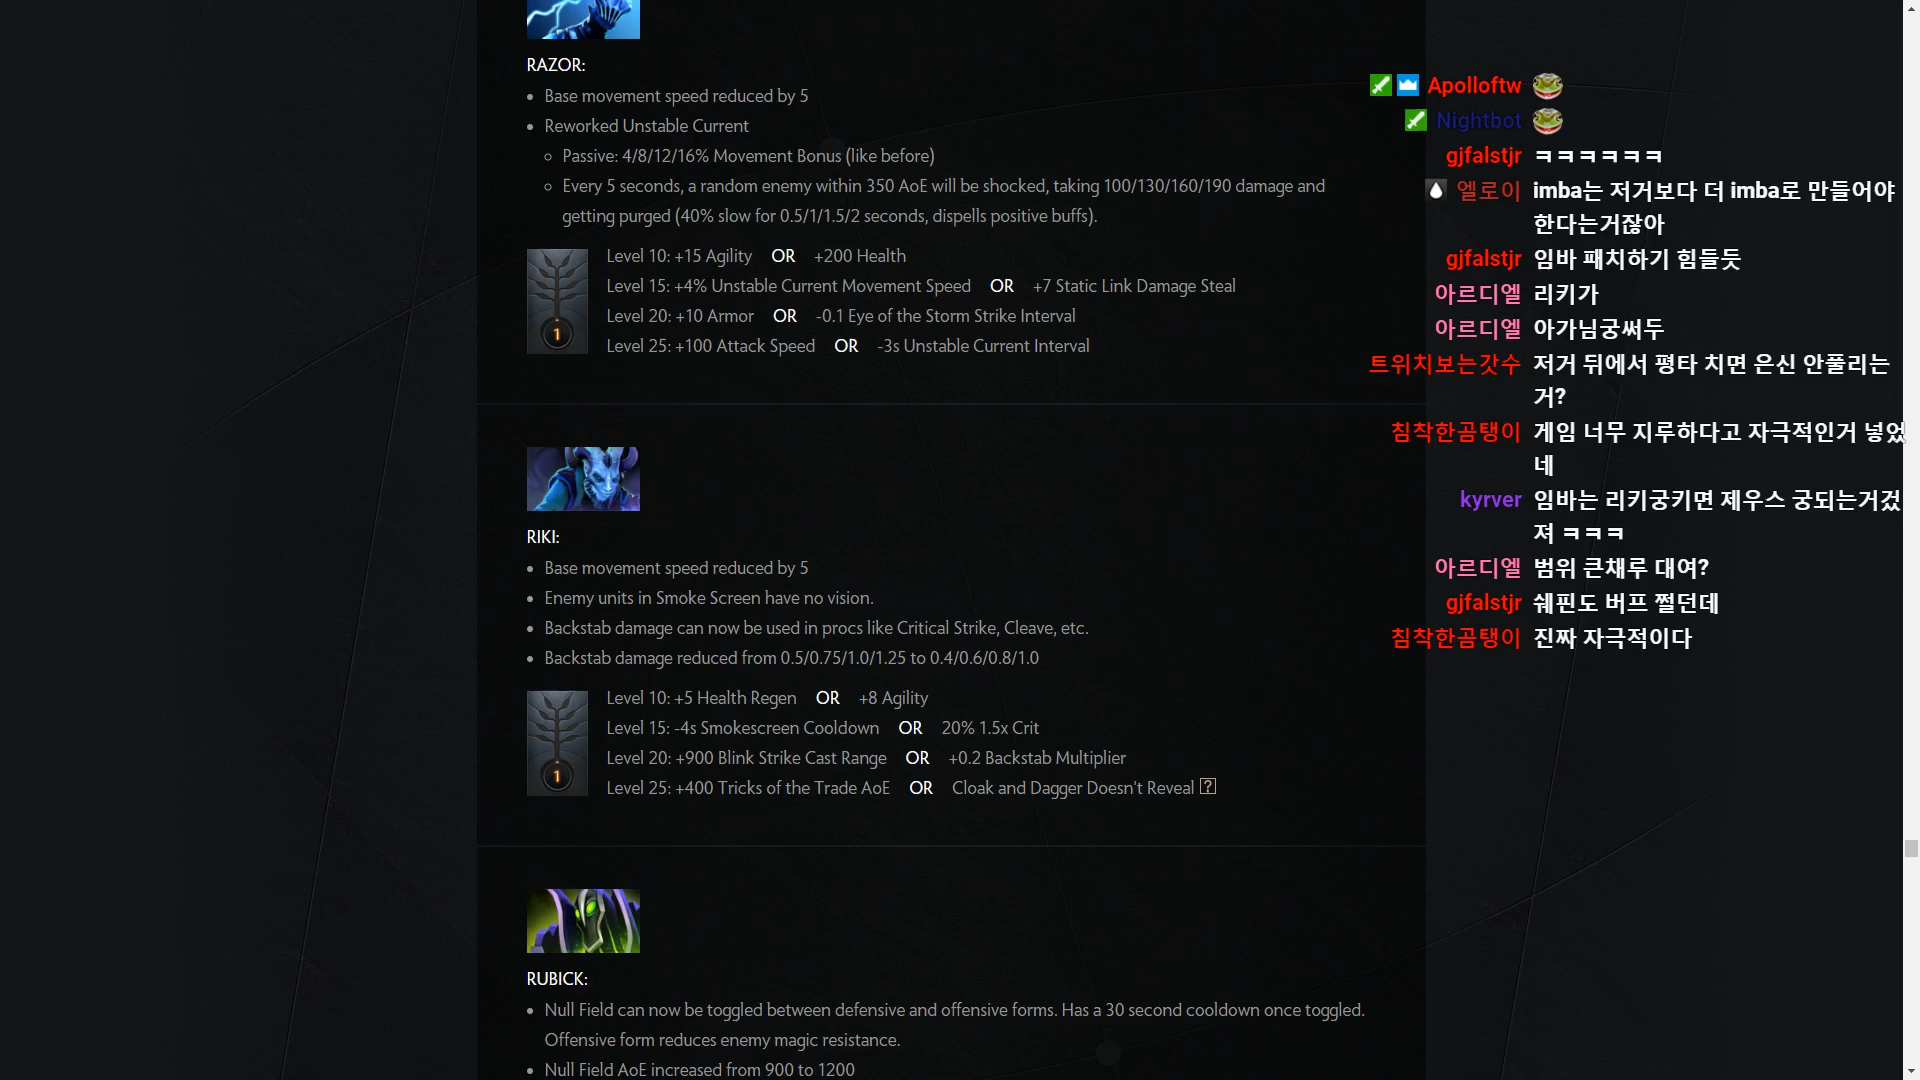 RAZOR:
Base movement speed reduced by 5
Reworked Unstable Current
Passive: 4/8/12/16% Movement Bonus (like before)
Every 5 seconds, a random enemy within 350 AoE will be shocked, taking 100/130/160/190 damage and
getting purged (40% slow for 0.5/1/1.5/2 seconds, dispells positive buffs).
Level 10: +15 Agility OR +200 Health
Level 15: +4% Unstable Current Movement Speed OR +7 Static Link Damage Steal
Level 20: +10 Armor OR -0.1 Eye of the Storm Strike Interval
1
Level 25: +100 Attack Speed OR -3s Unstable Current Interval
RIKI:
Base movement speed reduced by 5
Enemy units in Smoke Screen have no vision.
Backstab damage can now be used in procs like Critical Strike, Cleave, etc.
Backstab damage reduced from 0.5/0.75/1.0/1.25 to 0.4/0.6/0.8/1.0
Level 10: +5 Health Regen OR +8 Agility
Level 15: -4s Smokescreen Cooldown OR 20% 1.5x Crit
Level 20: +900 Blink Strike Cast Range OR +0.2 Backstab Multiplier
1
Level 25: +400 Tricks of the Trade AoE OR Cloak and Dagger Doesn't Reveal ?
RUBICK:
Null Field can now be toggled between defensive and offensive forms. Has a 30 second cooldown once toggled.
Offensive form reduces enemy magic resistance.
Null Field AoE increased from 900 to 1200
Apolloftw
Nightbot
gjfalstjr ㅋㅋㅋㅋㅋㅋ
엘로이 imba는 저거보다 더 imba로 만들어야
한다는거잖아
gjfalstjr 임바 패치하기 힘들듯
아르디엘 리키가
아르디엘 아가님궁써두
트위치보는갓수 저거 뒤에서 평타 치면 은신 안풀리는
거?
침착한곰탱이 게임 너무 지루하다고 자극적인거 넣었
네
kyrver 임바는 리키궁키면 제우스 궁되는거겄
져 ㅋㅋㅋ
아르디엘 범위 큰채루 대여?
gjfalstjr 쉐핀도 버프 쩔던데
침착한곰탱이 진짜 자극적이다